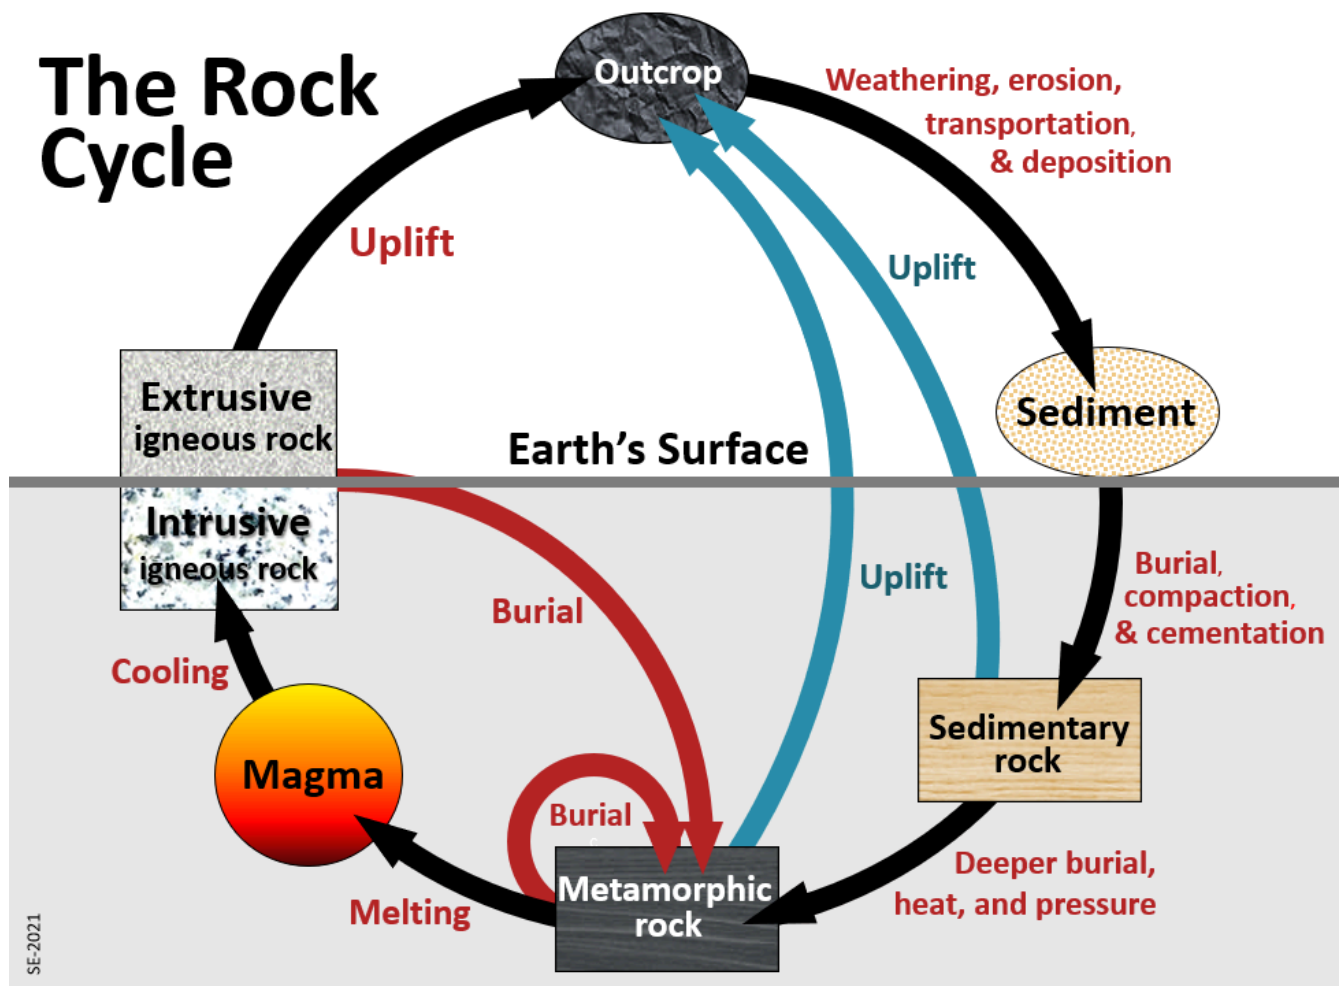 The Rock
Cycle
Outcrop
Weathering, erosion,
transportation,
& deposition
Uplift
Uplift
Extrusive
igneous rock
Earth's Surface
Sediment
Intrusive
igneous rock
Burial,
compaction,
& cementation
Uplift
Burial
Cooling
Sedimentary
rock
Magma
Burial
Metamorphic
rock
Deeper burial,
heat, and pressure
Melting
SE-2021